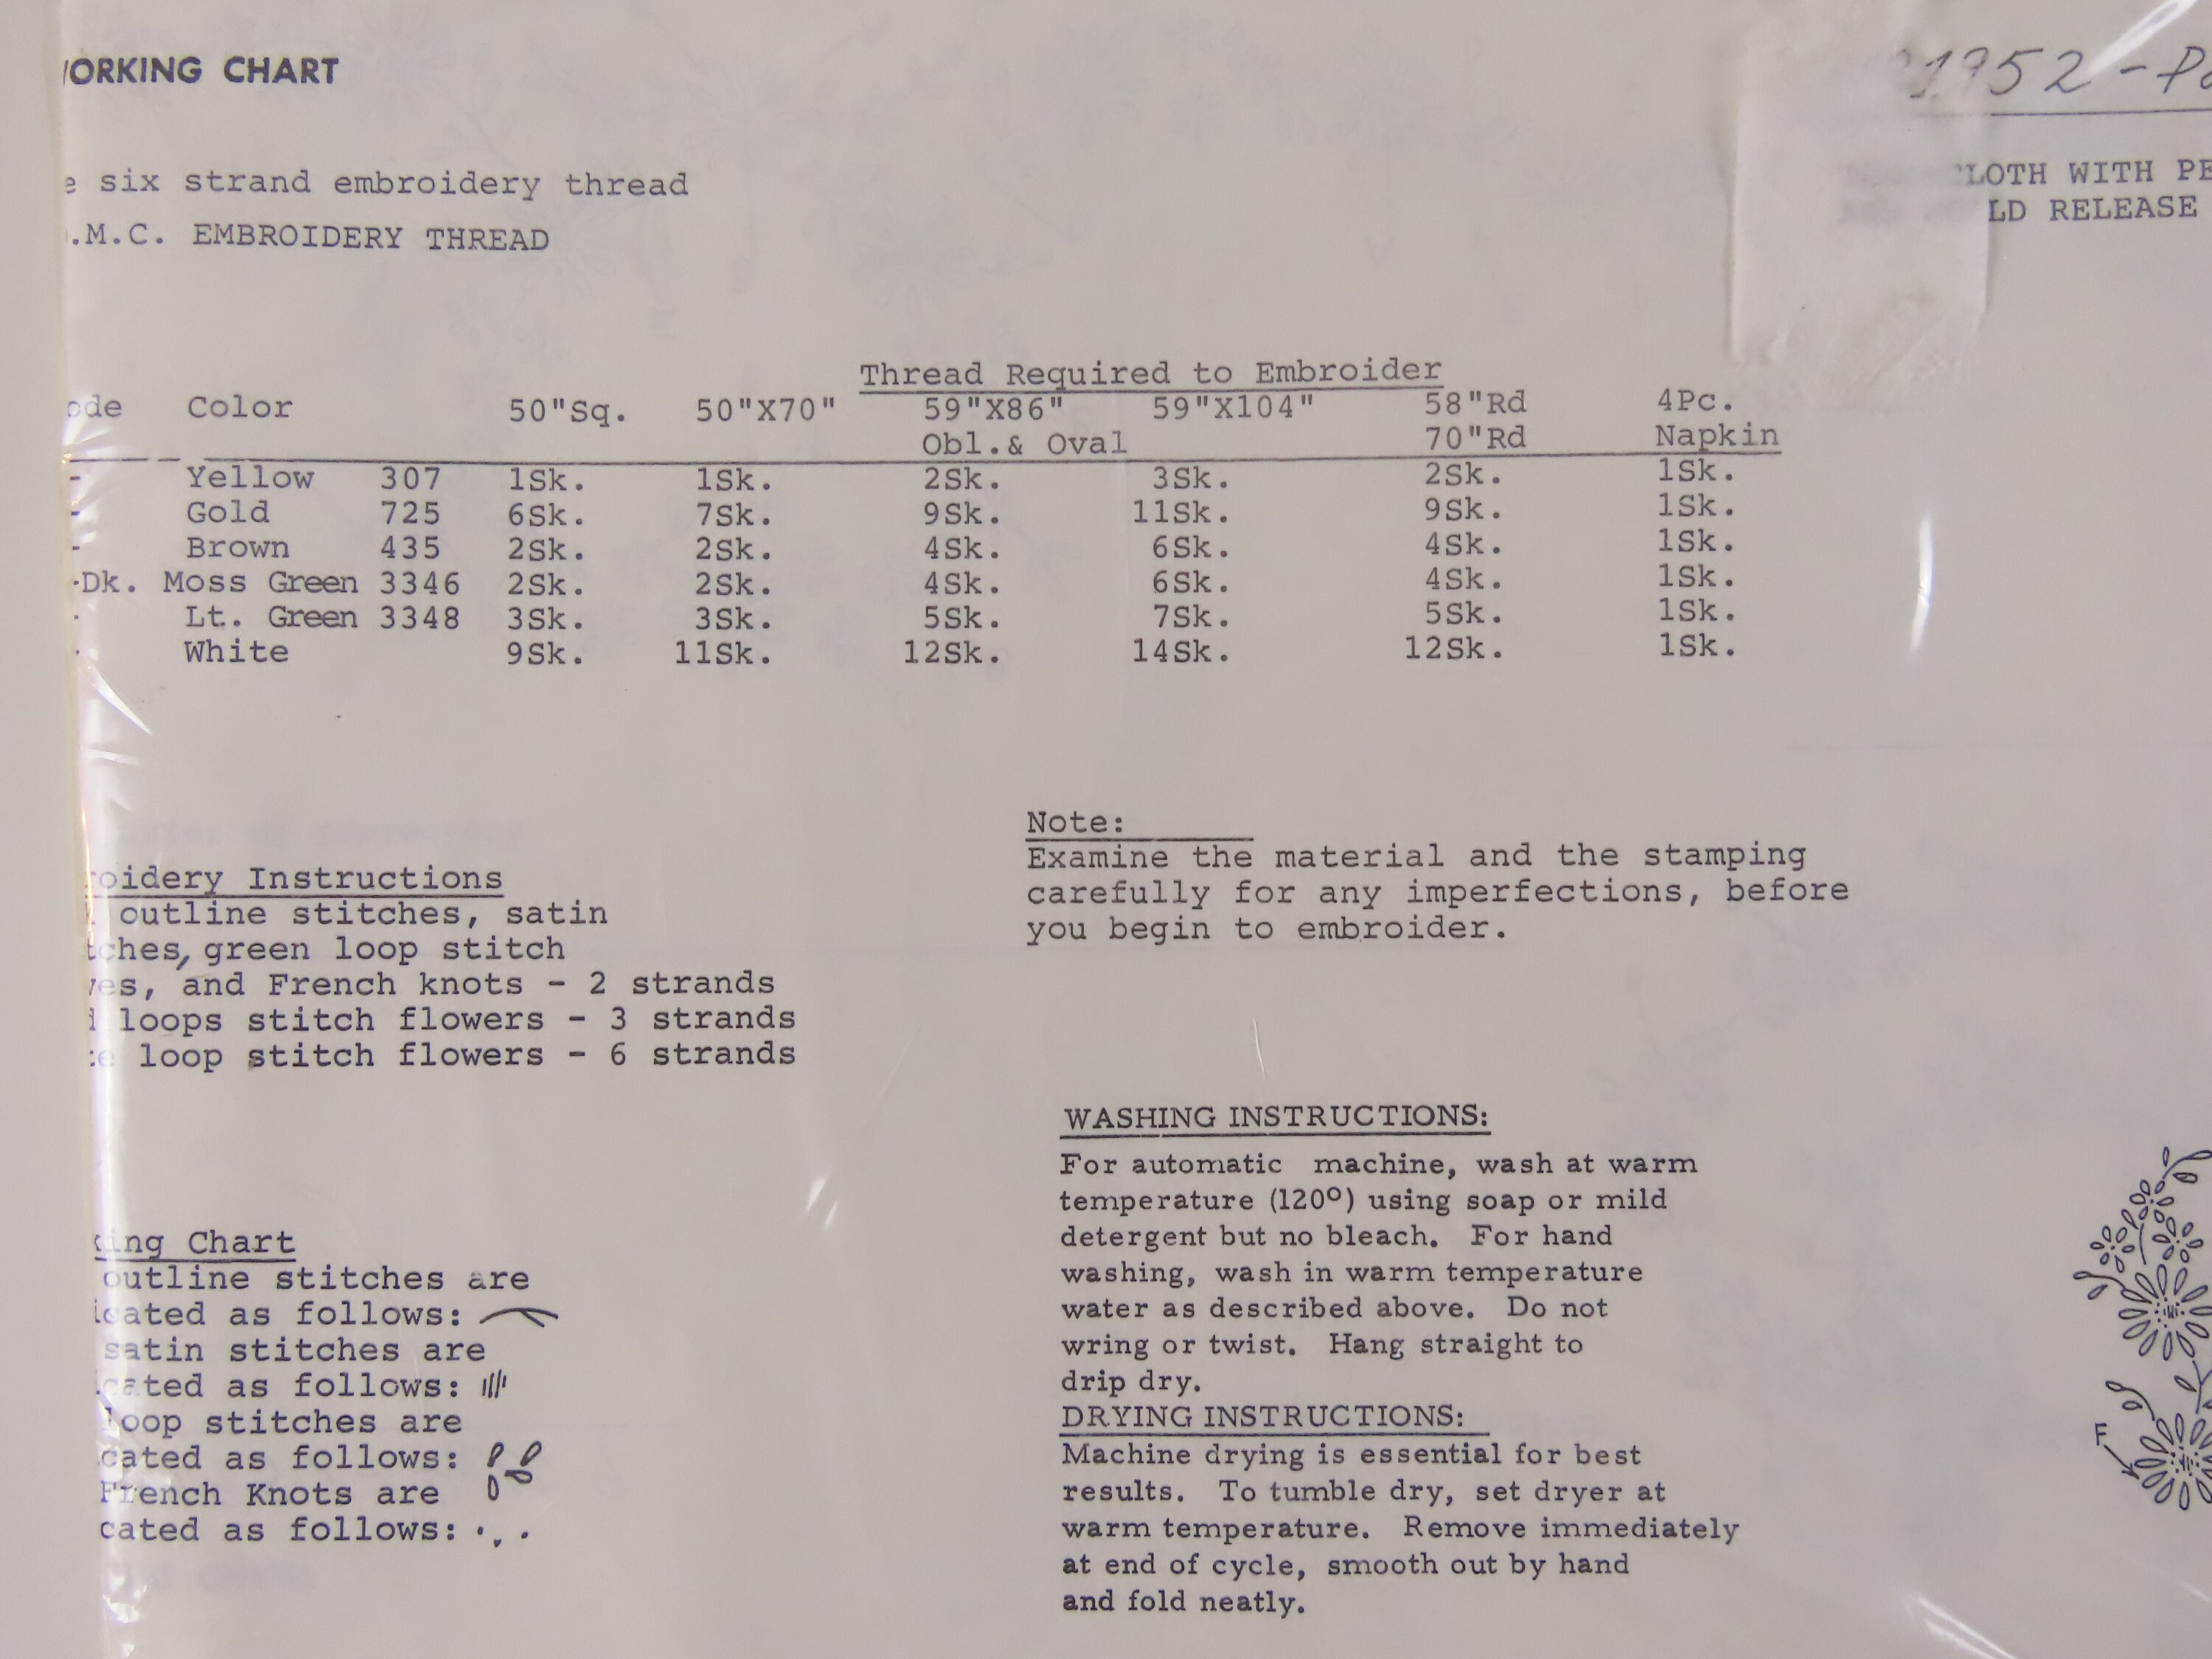 ORKING CHART
1952 - Pa
e six strand embroidery thread
.M.C. EMBROIDERY THREAD
LOTH WITH PE
LD RELEASE
Thread Required to Embroider
ode Color 50"Sq. 50"X70" 59"X86" 59"X104" 58"Rd 4Pc.
Obl.& Oval 70"Rd Napkin
- Yellow 307 1Sk. 1Sk. 2Sk. 3Sk. 2Sk. 1Sk.
- Gold 725 6Sk. 7Sk. 9Sk. 11Sk. 9Sk. 1Sk.
- Brown 435 2Sk. 2Sk. 4Sk. 6Sk. 4Sk. 1Sk.
-Dk. Moss Green 3346 2Sk. 2Sk. 4Sk. 6Sk. 4Sk. 1Sk.
Lt. Green 3348 3Sk. 3Sk. 5Sk. 7Sk. 5Sk. 1Sk.
White 9Sk. 11Sk. 12Sk. 14Sk. 12Sk. 1Sk.
oidery Instructions
outline stitches, satin
tches, green loop stitch
ves, and French knots - 2 strands
d loops stitch flowers - 3 strands
te loop stitch flowers - 6 strands
king Chart
outline stitches are
icated as follows:
satin stitches are
cated as follows:
loop stitches are
cated as follows:
French Knots are
cated as follows:
Note:
Examine the material and the stamping
carefully for any imperfections, before
you begin to embroider.
WASHING INSTRUCTIONS:
For automatic machine, wash at warm
temperature (120º) using soap or mild
detergent but no bleach. For hand
washing, wash in warm temperature
water as described above. Do not
wring or twist. Hang straight to
drip dry.
DRYING INSTRUCTIONS:
Machine drying is essential for best
results. To tumble dry, set dryer at
warm temperature. Remove immediately
at end of cycle, smooth out by hand
and fold neatly.
F